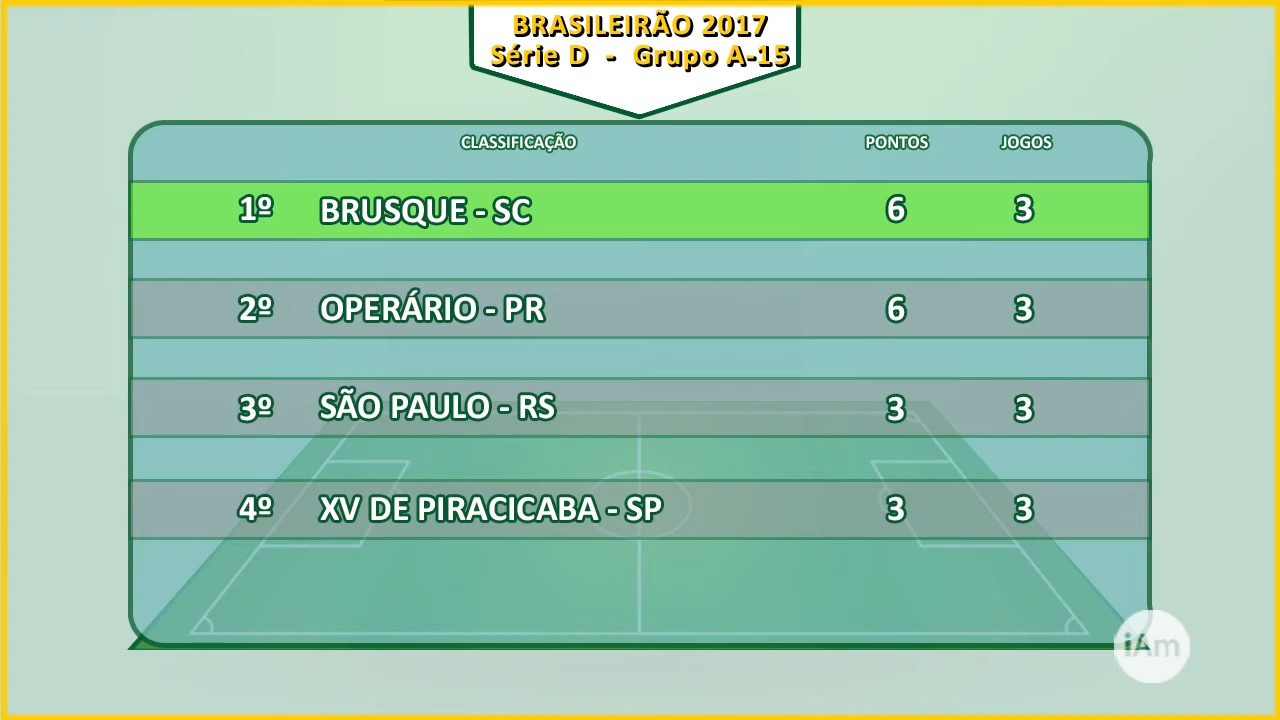 BRASILEIRÃO 2017
Série D - Grupo A-15
CLASSIFICAÇÃO PONTOS JOGOS
1º BRUSQUE - SC 6 3
2º OPERÁRIO - PR 6 3
3º SÃO PAULO - RS 3 3
4º XV DE PIRACICABA - SP 3 3
iAm